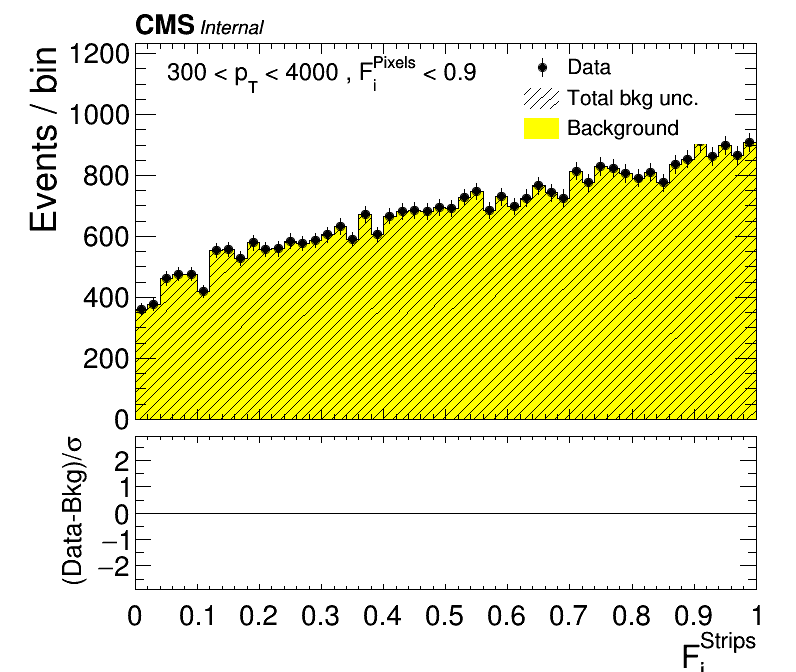 CMS Internal
300 < p_T < 4000 , F_i^Pixels < 0.9
Data
Total bkg unc.
Background
Events / bin
1200
1000
800
600
400
200
0
(Data-Bkg)/σ
2
1
0
−1
−2
0 0.1 0.2 0.3 0.4 0.5 0.6 0.7 0.8 0.9 1
F_i^Strips